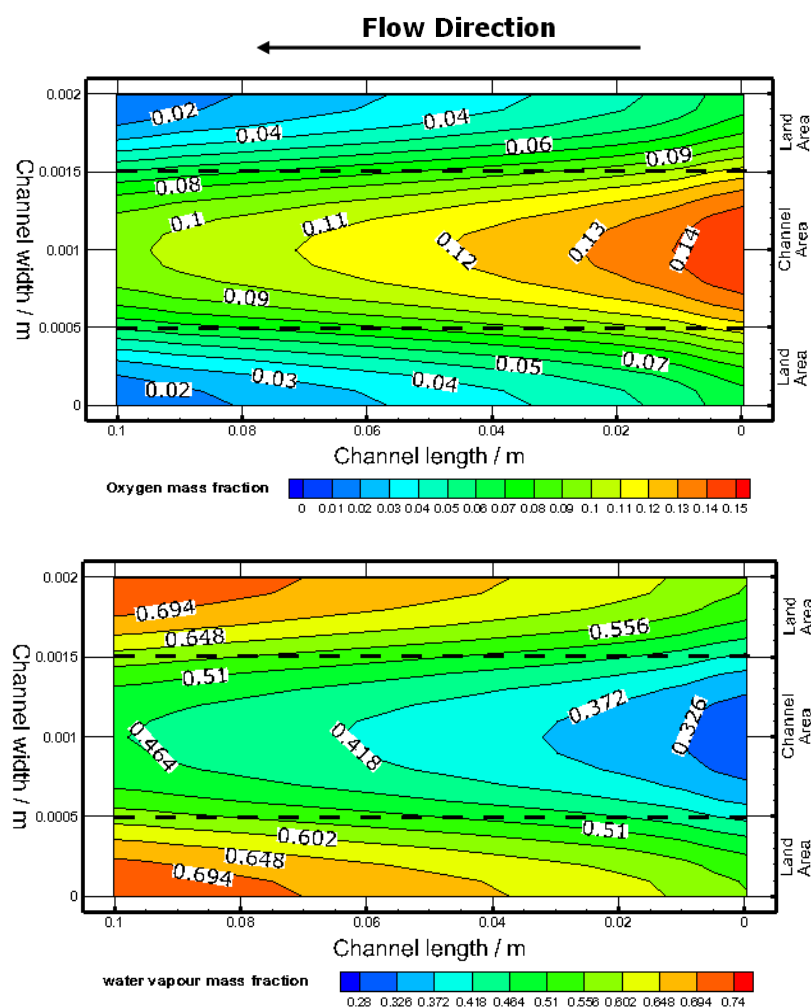 Flow Direction
0.002
0.0015
0.001
0.0005
0
Channel width / m
0.02
0.04
0.04
0.06
0.09
0.08
0.1
0.11
0.12
0.13
0.14
0.09
0.05
0.07
0.02
0.03
0.04
Land Area
Channel Area
Land Area
0.1 0.08 0.06 0.04 0.02 0
Channel length / m
Oxygen mass fraction
0 0.01 0.02 0.03 0.04 0.05 0.06 0.07 0.08 0.09 0.1 0.11 0.12 0.13 0.14 0.15
0.002
0.0015
0.001
0.0005
0
Channel width / m
0.694
0.648
0.556
0.51
0.372
0.326
0.464
0.418
0.602
0.51
0.648
0.694
Land Area
Channel Area
Land Area
0.1 0.08 0.06 0.04 0.02 0
Channel length / m
water vapour mass fraction
0.28 0.326 0.372 0.418 0.464 0.51 0.556 0.602 0.648 0.694 0.74